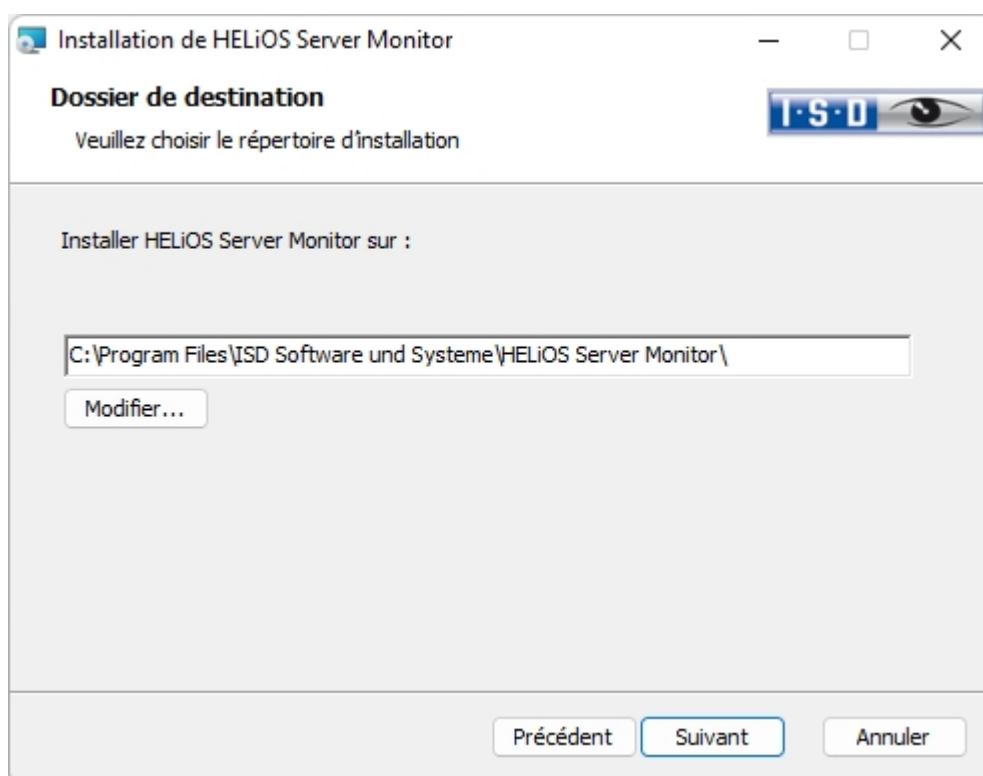 Installation de HELiOS Server Monitor
Dossier de destination
Veuillez choisir le répertoire d'installation
I·S·D
Installer HELiOS Server Monitor sur :
C:\Program Files\ISD Software und Systeme\HELiOS Server Monitor\
Modifier...
Précédent Suivant Annuler